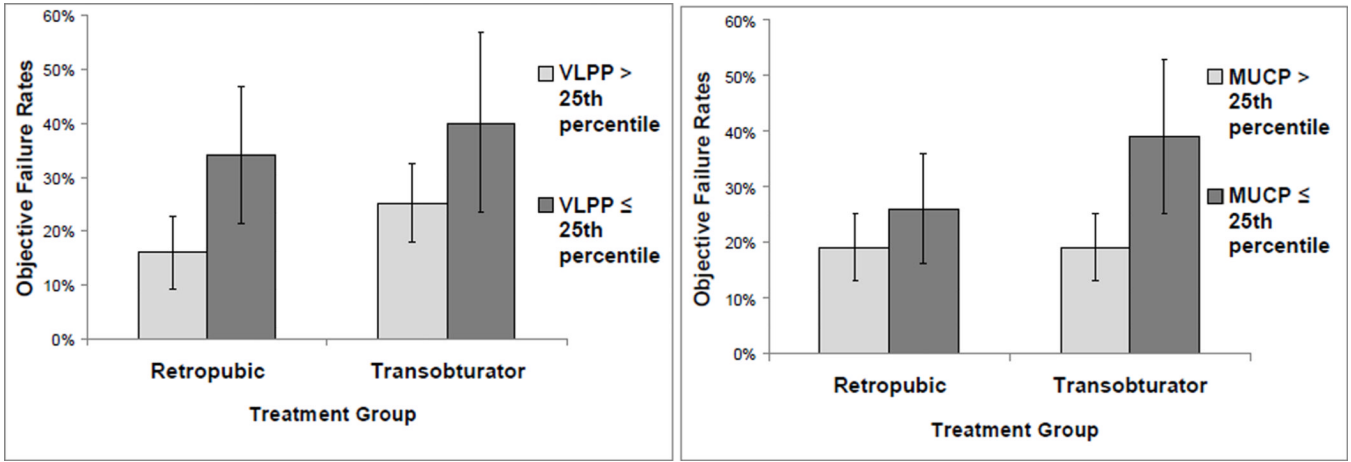 60%
50%
40%
30%
20%
10%
0%
Objective Failure Rates
VLPP >
25th
percentile
VLPP ≤
25th
percentile
Retropubic
Transobturator
Treatment Group
60%
50%
40%
30%
20%
10%
0%
Objective Failure Rates
MUCP >
25th
percentile
MUCP ≤
25th
percentile
Retropubic
Transobturator
Treatment Group